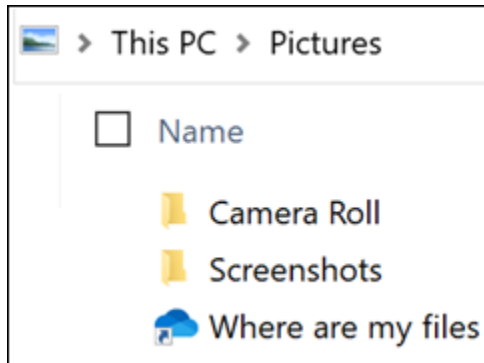 This PC > Pictures
Name
Camera Roll
Screenshots
Where are my files